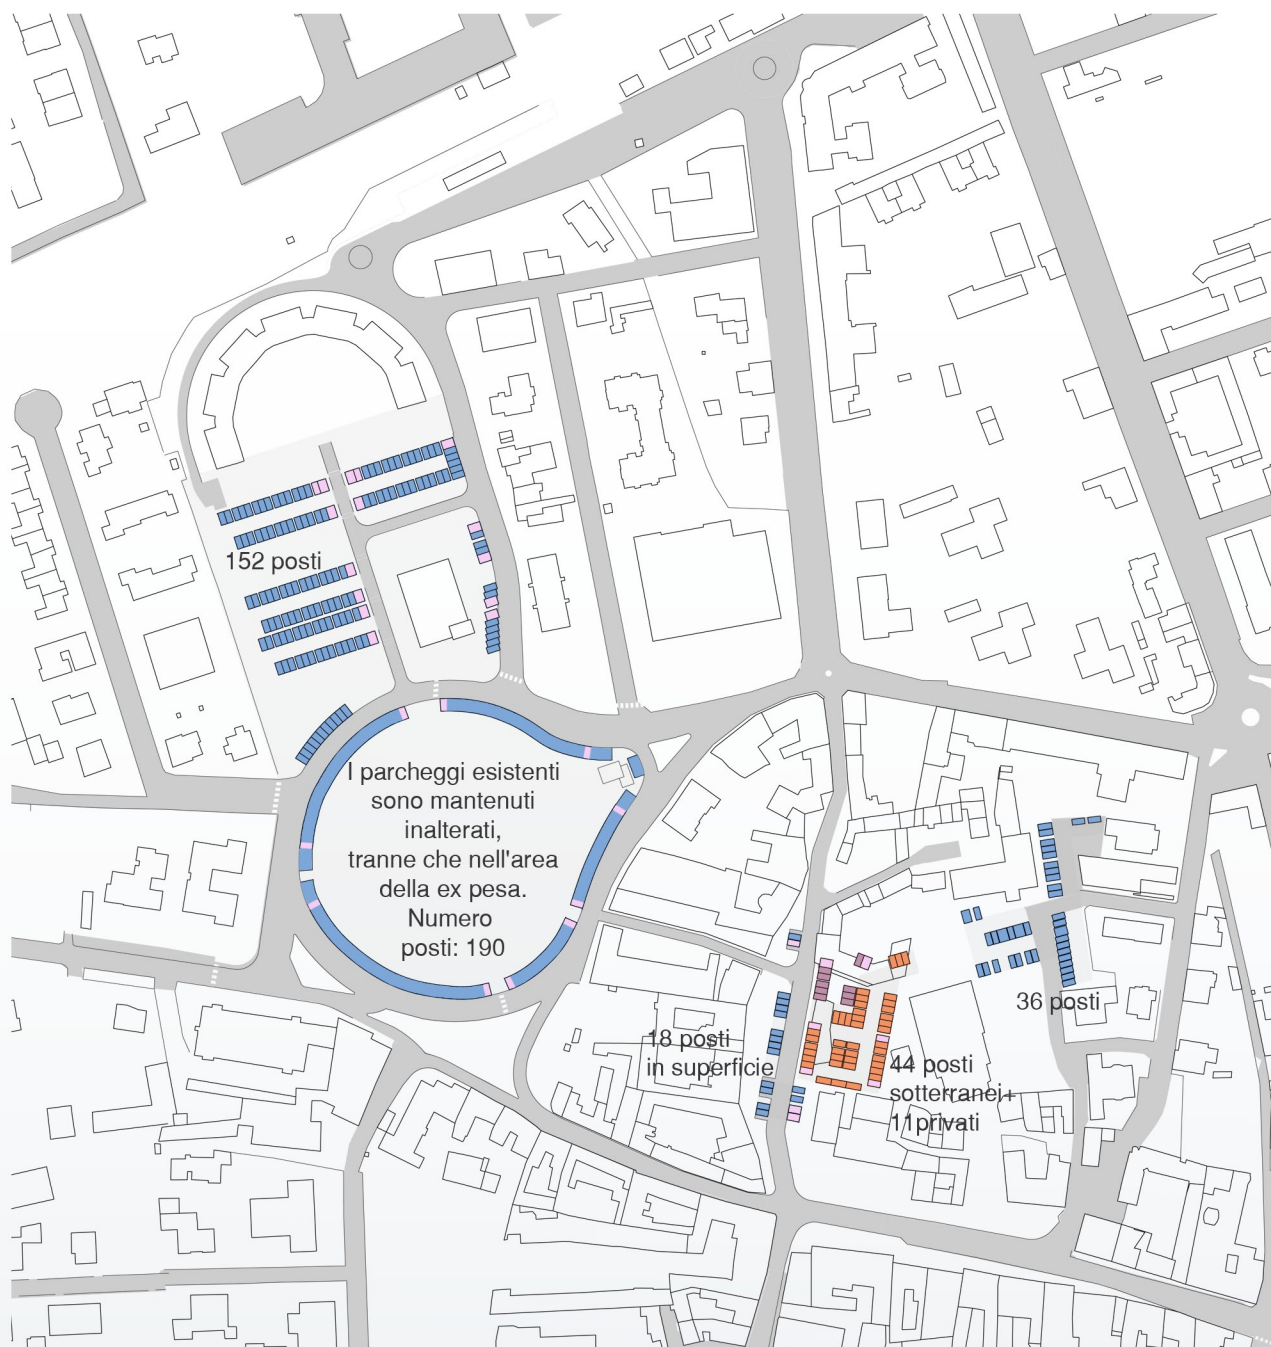 152 posti
I parcheggi esistenti
sono mantenuti
inalterati,
tranne che nell'area
della ex pesa.
Numero
posti: 190
36 posti
18 posti
in superficie
44 posti
sotterranei+
11privati